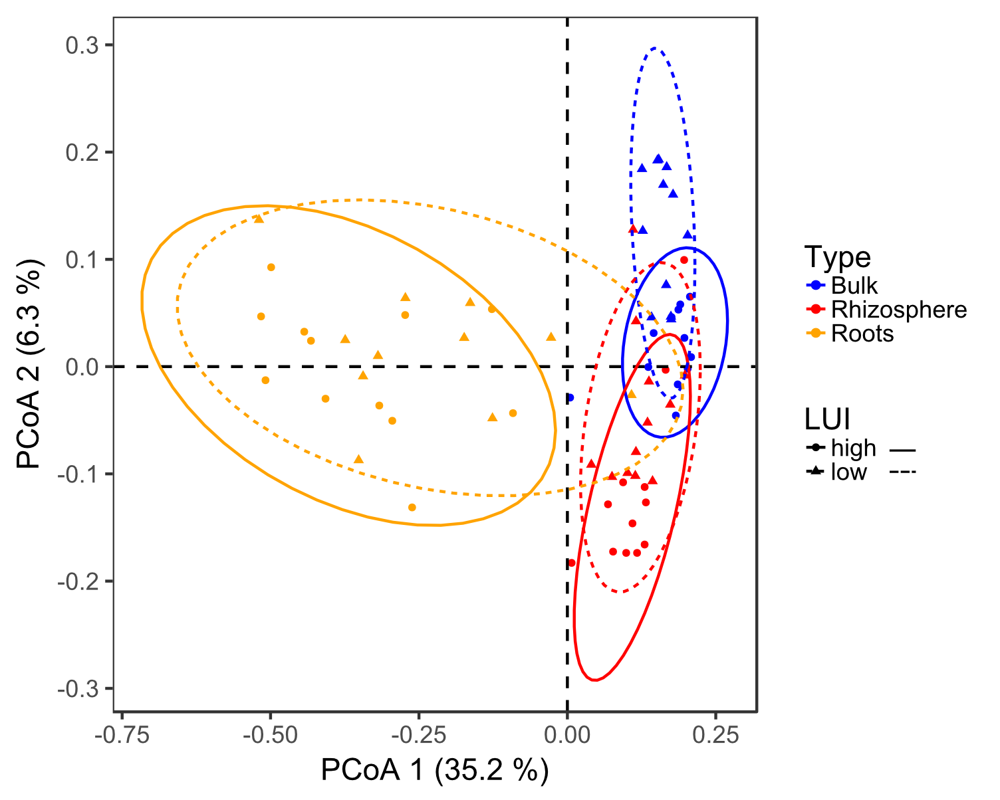 0.3
0.2
0.1
0.0
-0.1
-0.2
-0.3
PCoA 2 (6.3 %)
-0.75 -0.50 -0.25 0.00 0.25
PCoA 1 (35.2 %)
Type
Bulk
Rhizosphere
Roots
LUI
high
low